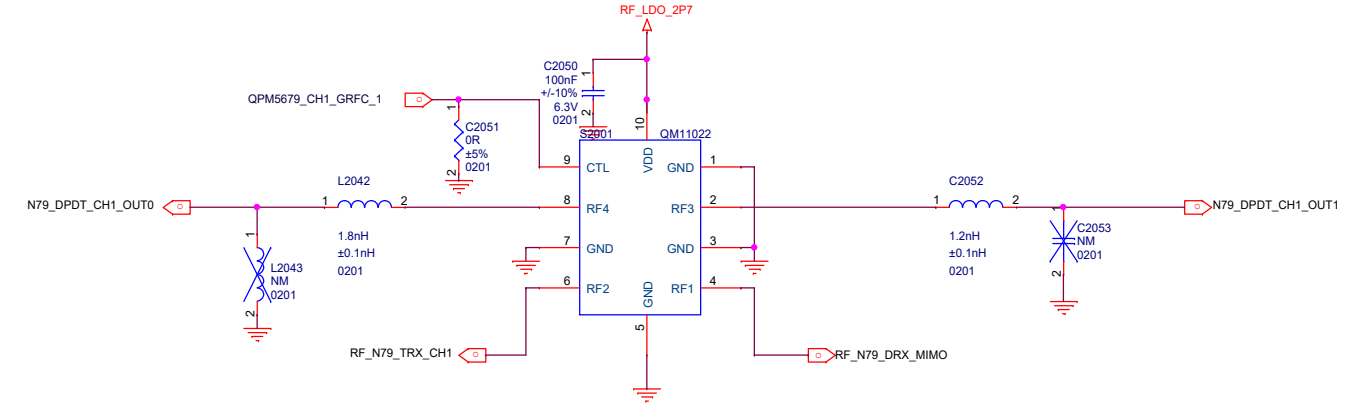 RF_LDO_2P7
C2050
100nF
+/-10%
6.3V
0201
1
2
QPM5679_CH1_GRFC_1
1
C2051
0R
±5%
0201
2
S2001
QM11022
10
VDD
9
CTL
GND
1
N79_DPDT_CH1_OUT0
L2042
1
2
1.8nH
±0.1nH
0201
8
RF4
RF3
2
C2052
1
2
1.2nH
±0.1nH
0201
N79_DPDT_CH1_OUT1
1
L2043
NM
0201
2
7
GND
GND
3
1
C2053
NM
0201
2
6
RF2
GND
RF1
4
5
RF_N79_TRX_CH1
RF_N79_DRX_MIMO